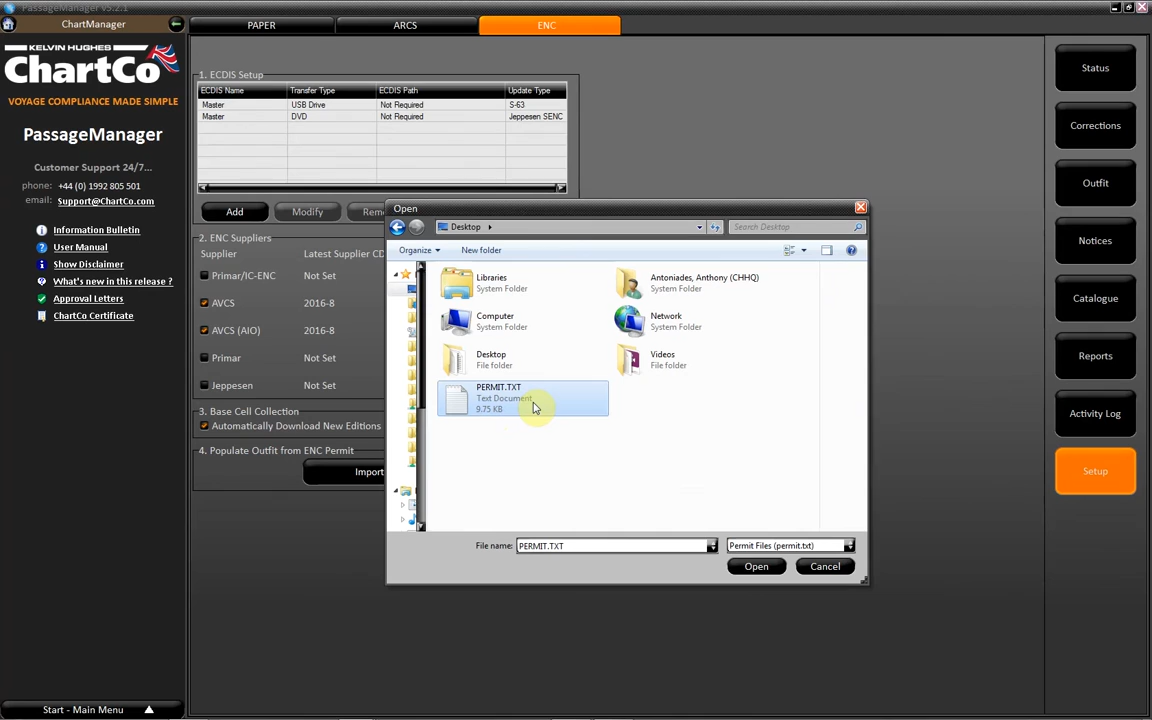 PassageManager v5.2.1
ChartManager
PAPER
ARCS
ENC
KELVIN HUGHES
ChartCo
VOYAGE COMPLIANCE MADE SIMPLE
PassageManager
Customer Support 24/7...
phone: +44 (0) 1992 805 501
email: Support@ChartCo.com
Information Bulletin
User Manual
Show Disclaimer
What's new in this release ?
Approval Letters
ChartCo Certificate
Start - Main Menu
1. ECDIS Setup
ECDIS Name Transfer Type ECDIS Path Update Type
Master USB Drive Not Required S-63
Master DVD Not Required Jeppesen SENC
Add
Modify
2. ENC Suppliers
Supplier Latest Supplier CD
Primar/IC-ENC Not Set
AVCS 2016-8
AVCS (AIO) 2016-8
Primar Not Set
Jeppesen Not Set
3. Base Cell Collection
Automatically Download New Editions
4. Populate Outfit from ENC Permit
Import
Open
Desktop
Search Desktop
Organize
New folder
Libraries
System Folder
Antoniades, Anthony (CHHQ)
System Folder
Computer
System Folder
Network
System Folder
Desktop
File folder
Videos
File folder
PERMIT.TXT
Text Document
9.75 KB
File name: PERMIT.TXT
Permit Files (permit.txt)
Open
Cancel
Status
Corrections
Outfit
Notices
Catalogue
Reports
Activity Log
Setup